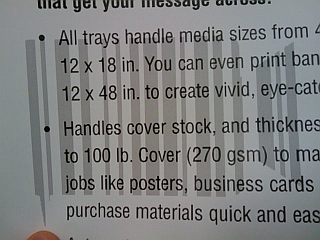 that get your message across!
• All trays handle media sizes from 4
12 x 18 in. You can even print ban
12 x 48 in. to create vivid, eye-cat
• Handles cover stock, and thicknes
to 100 lb. Cover (270 gsm) to ma
jobs like posters, business cards
purchase materials quick and eas